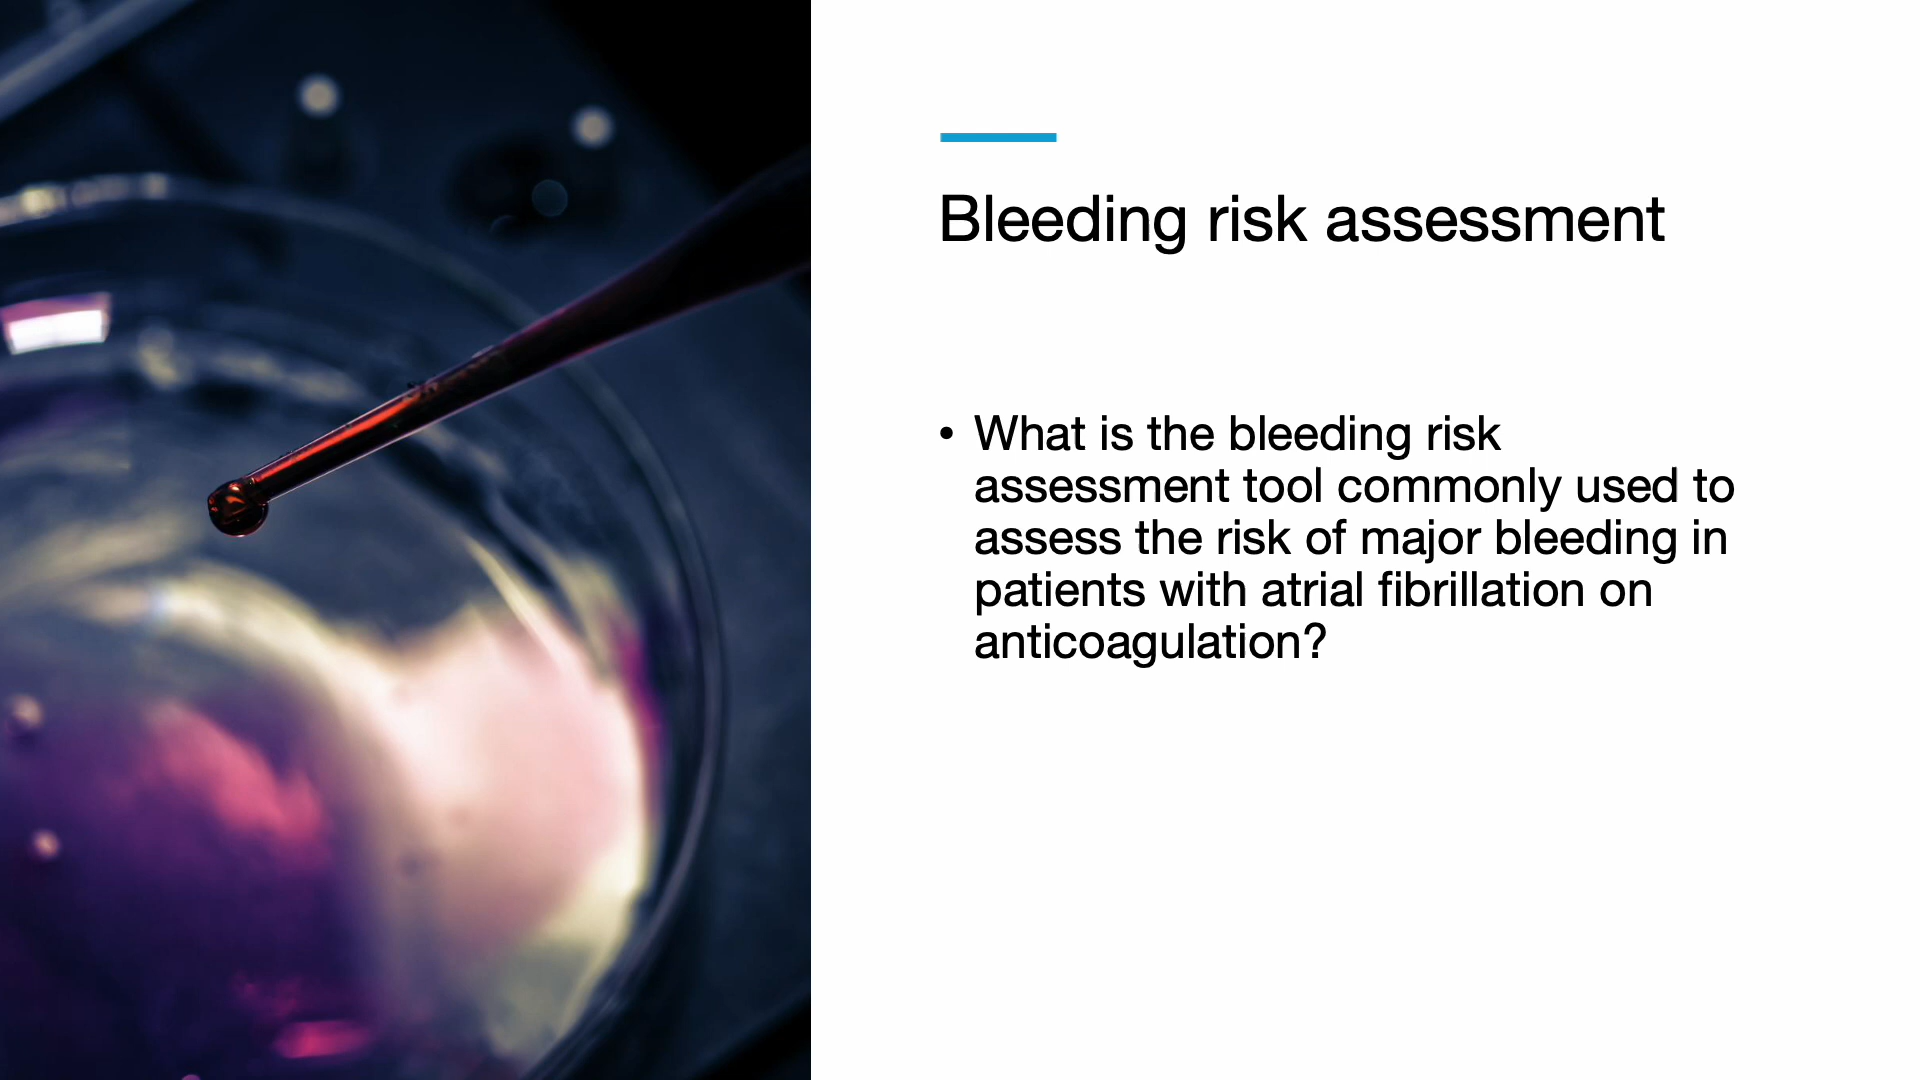 Bleeding risk assessment
• What is the bleeding risk
assessment tool commonly used to
assess the risk of major bleeding in
patients with atrial fibrillation on
anticoagulation?